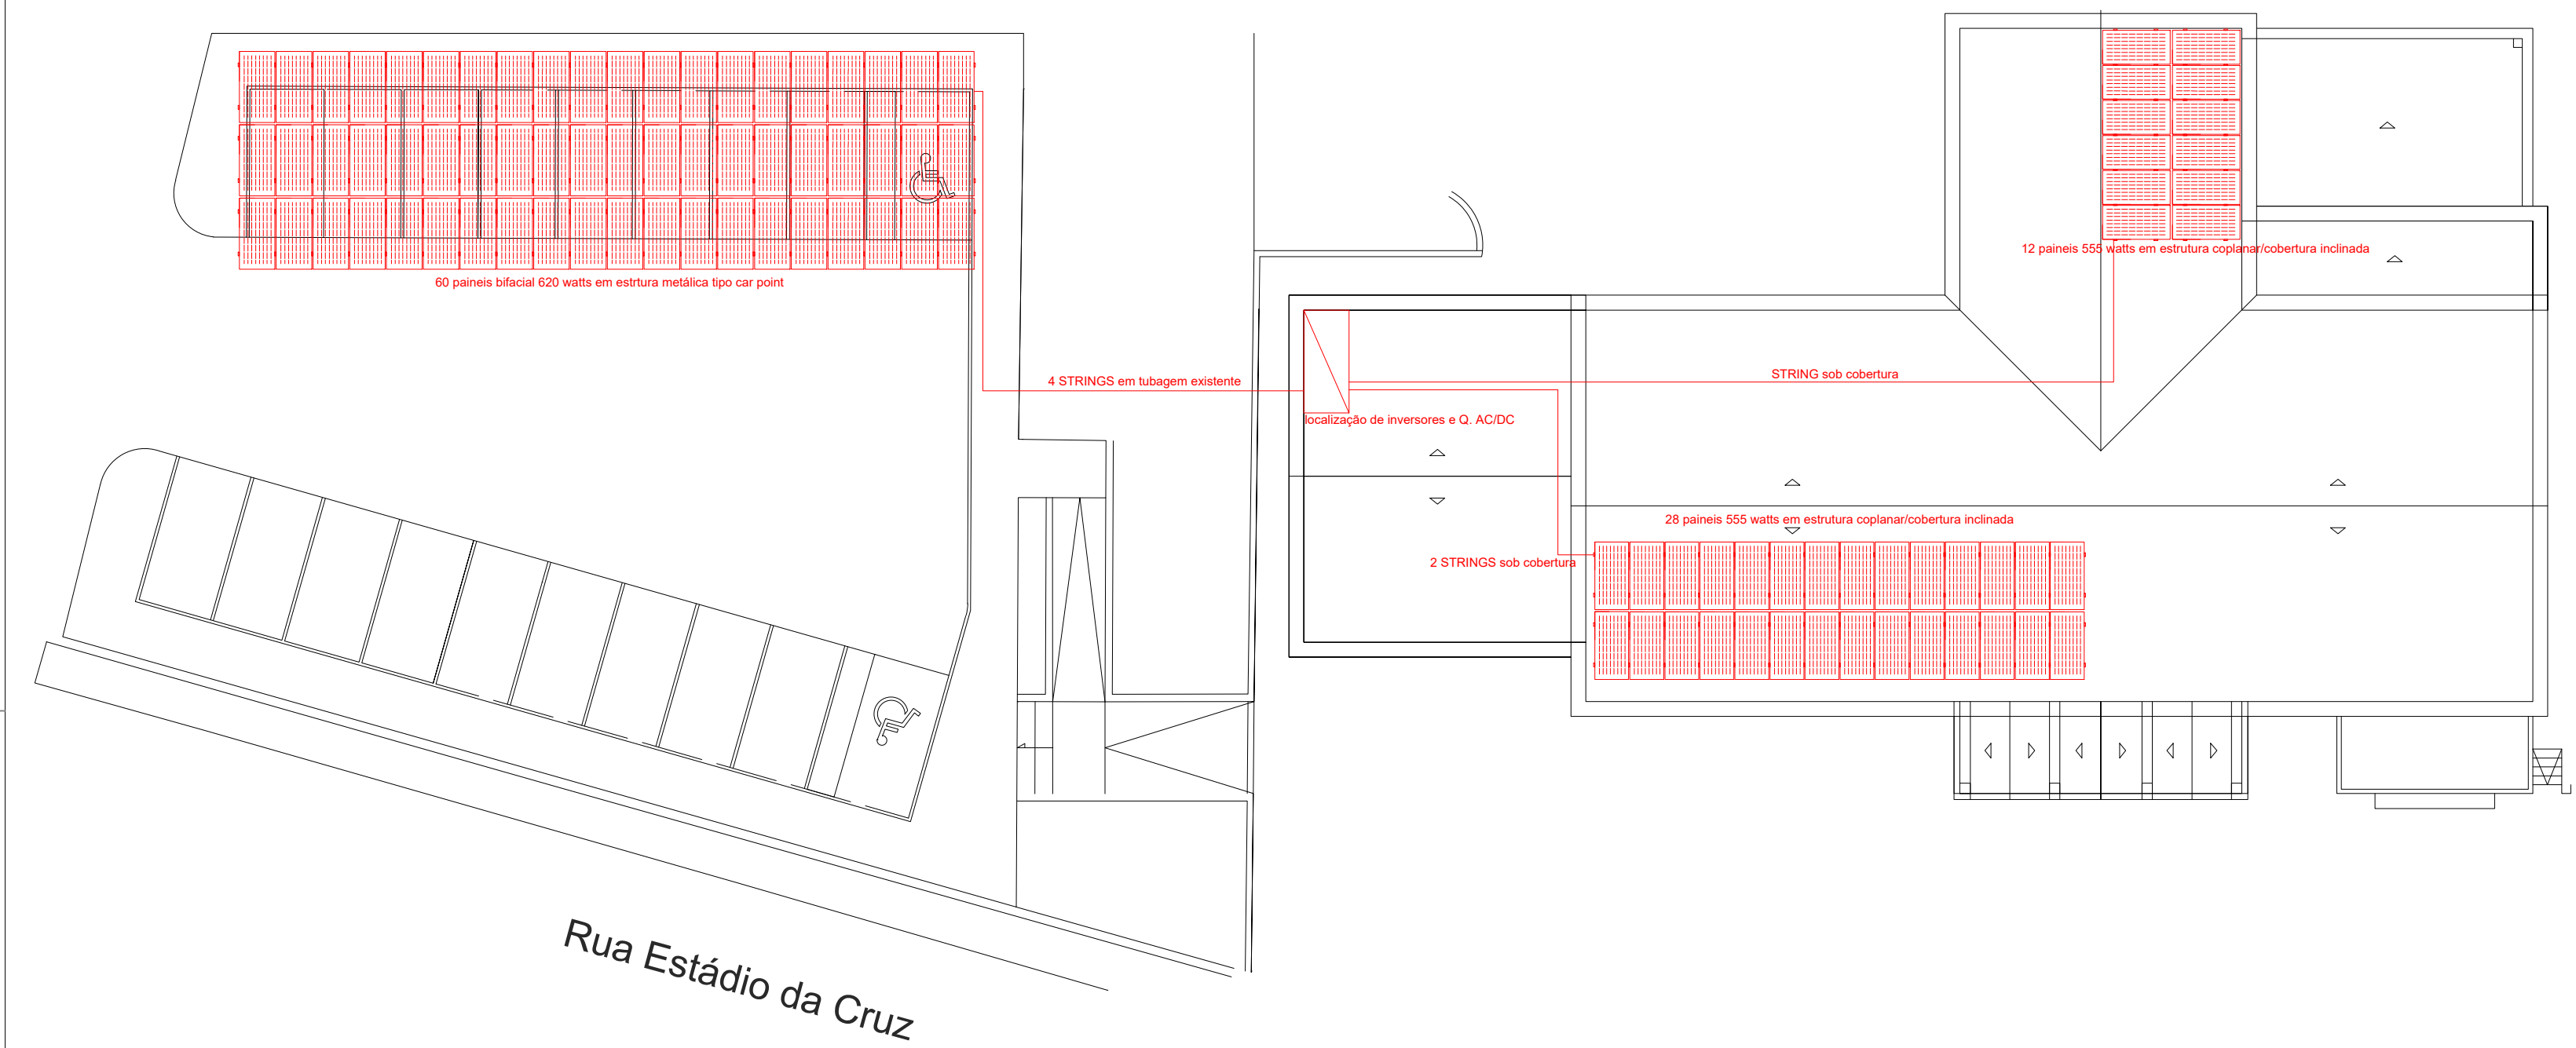 12 paineis 555 watts em estrutura coplanar/cobertura inclinada
60 paineis bifacial 620 watts em estrtura metálica tipo car point
4 STRINGS em tubagem existente
STRING sob cobertura
localização de inversores e Q. AC/DC
28 paineis 555 watts em estrutura coplanar/cobertura inclinada
2 STRINGS sob cobertura
Rua Estádio da Cruz